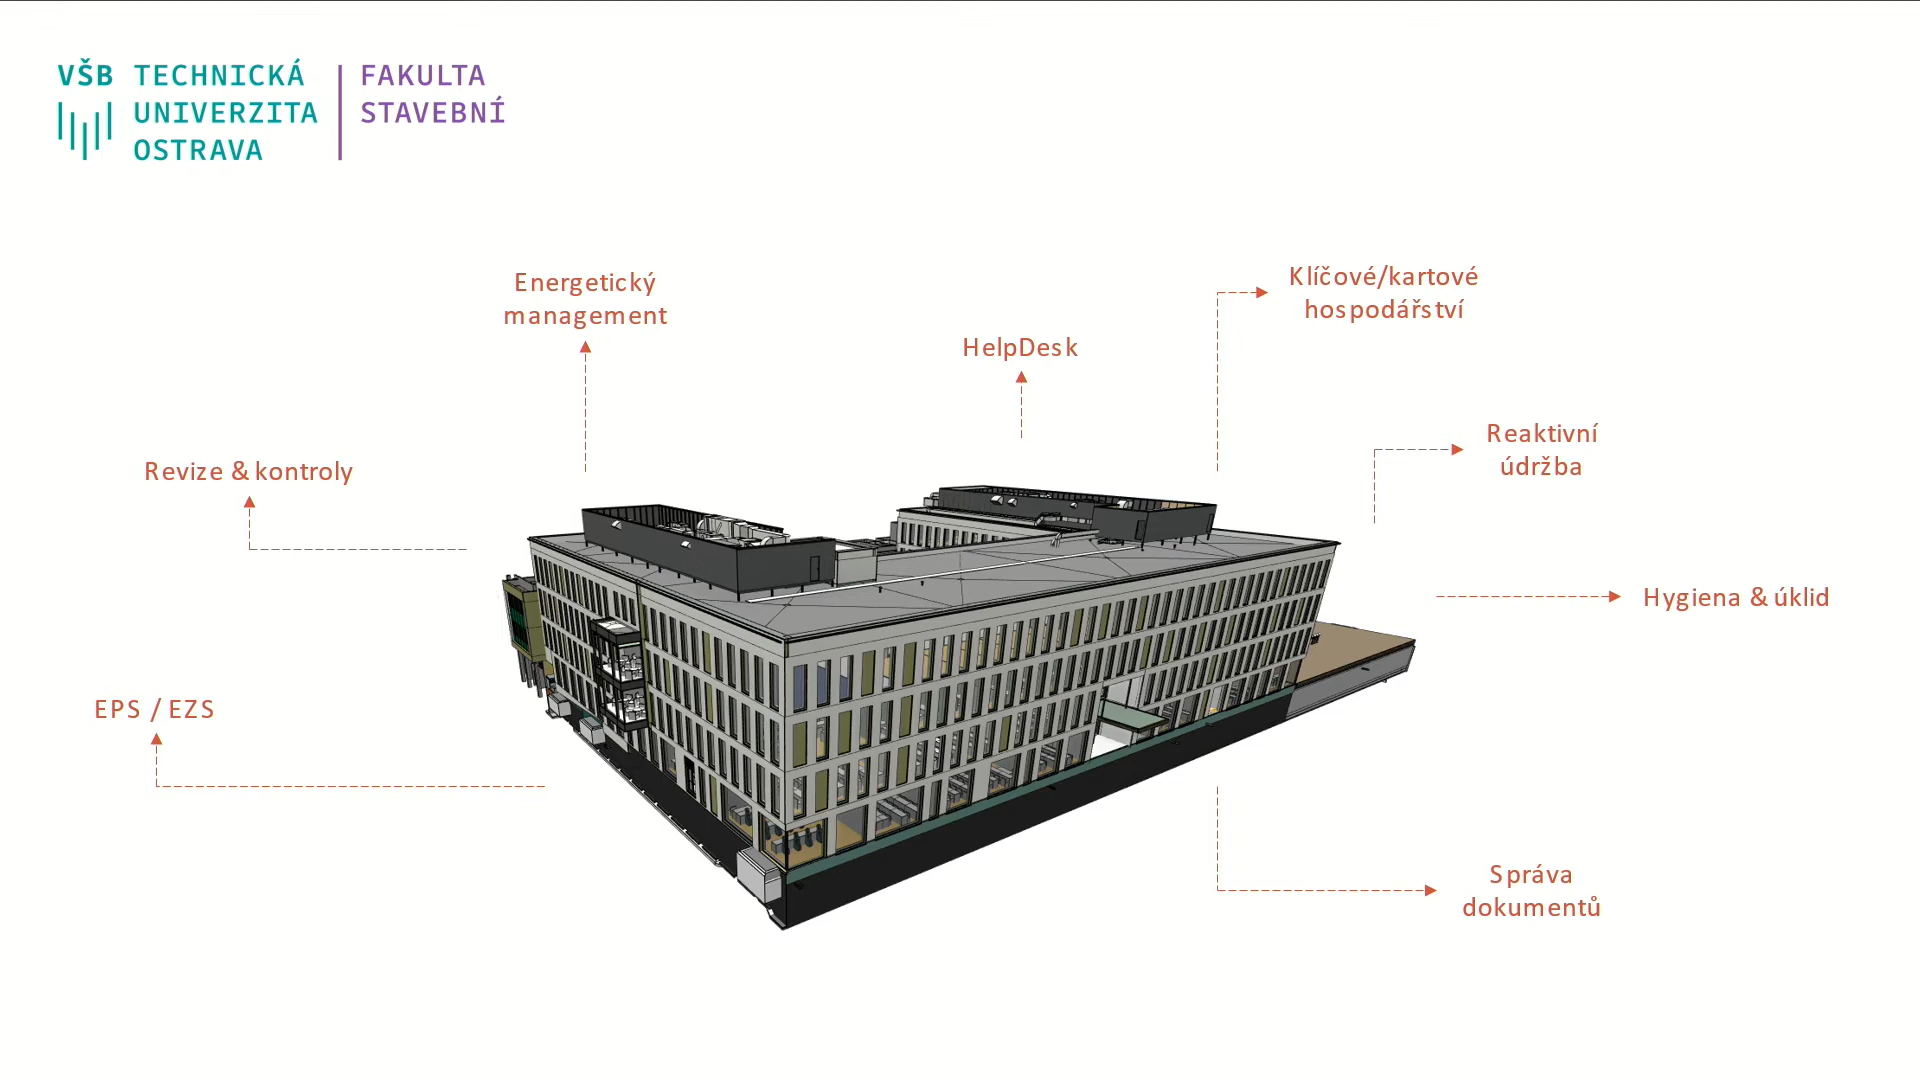 VŠB TECHNICKÁ
UNIVERZITA
OSTRAVA
FAKULTA
STAVEBNÍ
Energetický
management
HelpDesk
Klíčové/kartové
hospodářství
Reaktivní
údržba
Revize & kontroly
Hygiena & úklid
EPS / EZS
Správa
dokumentů